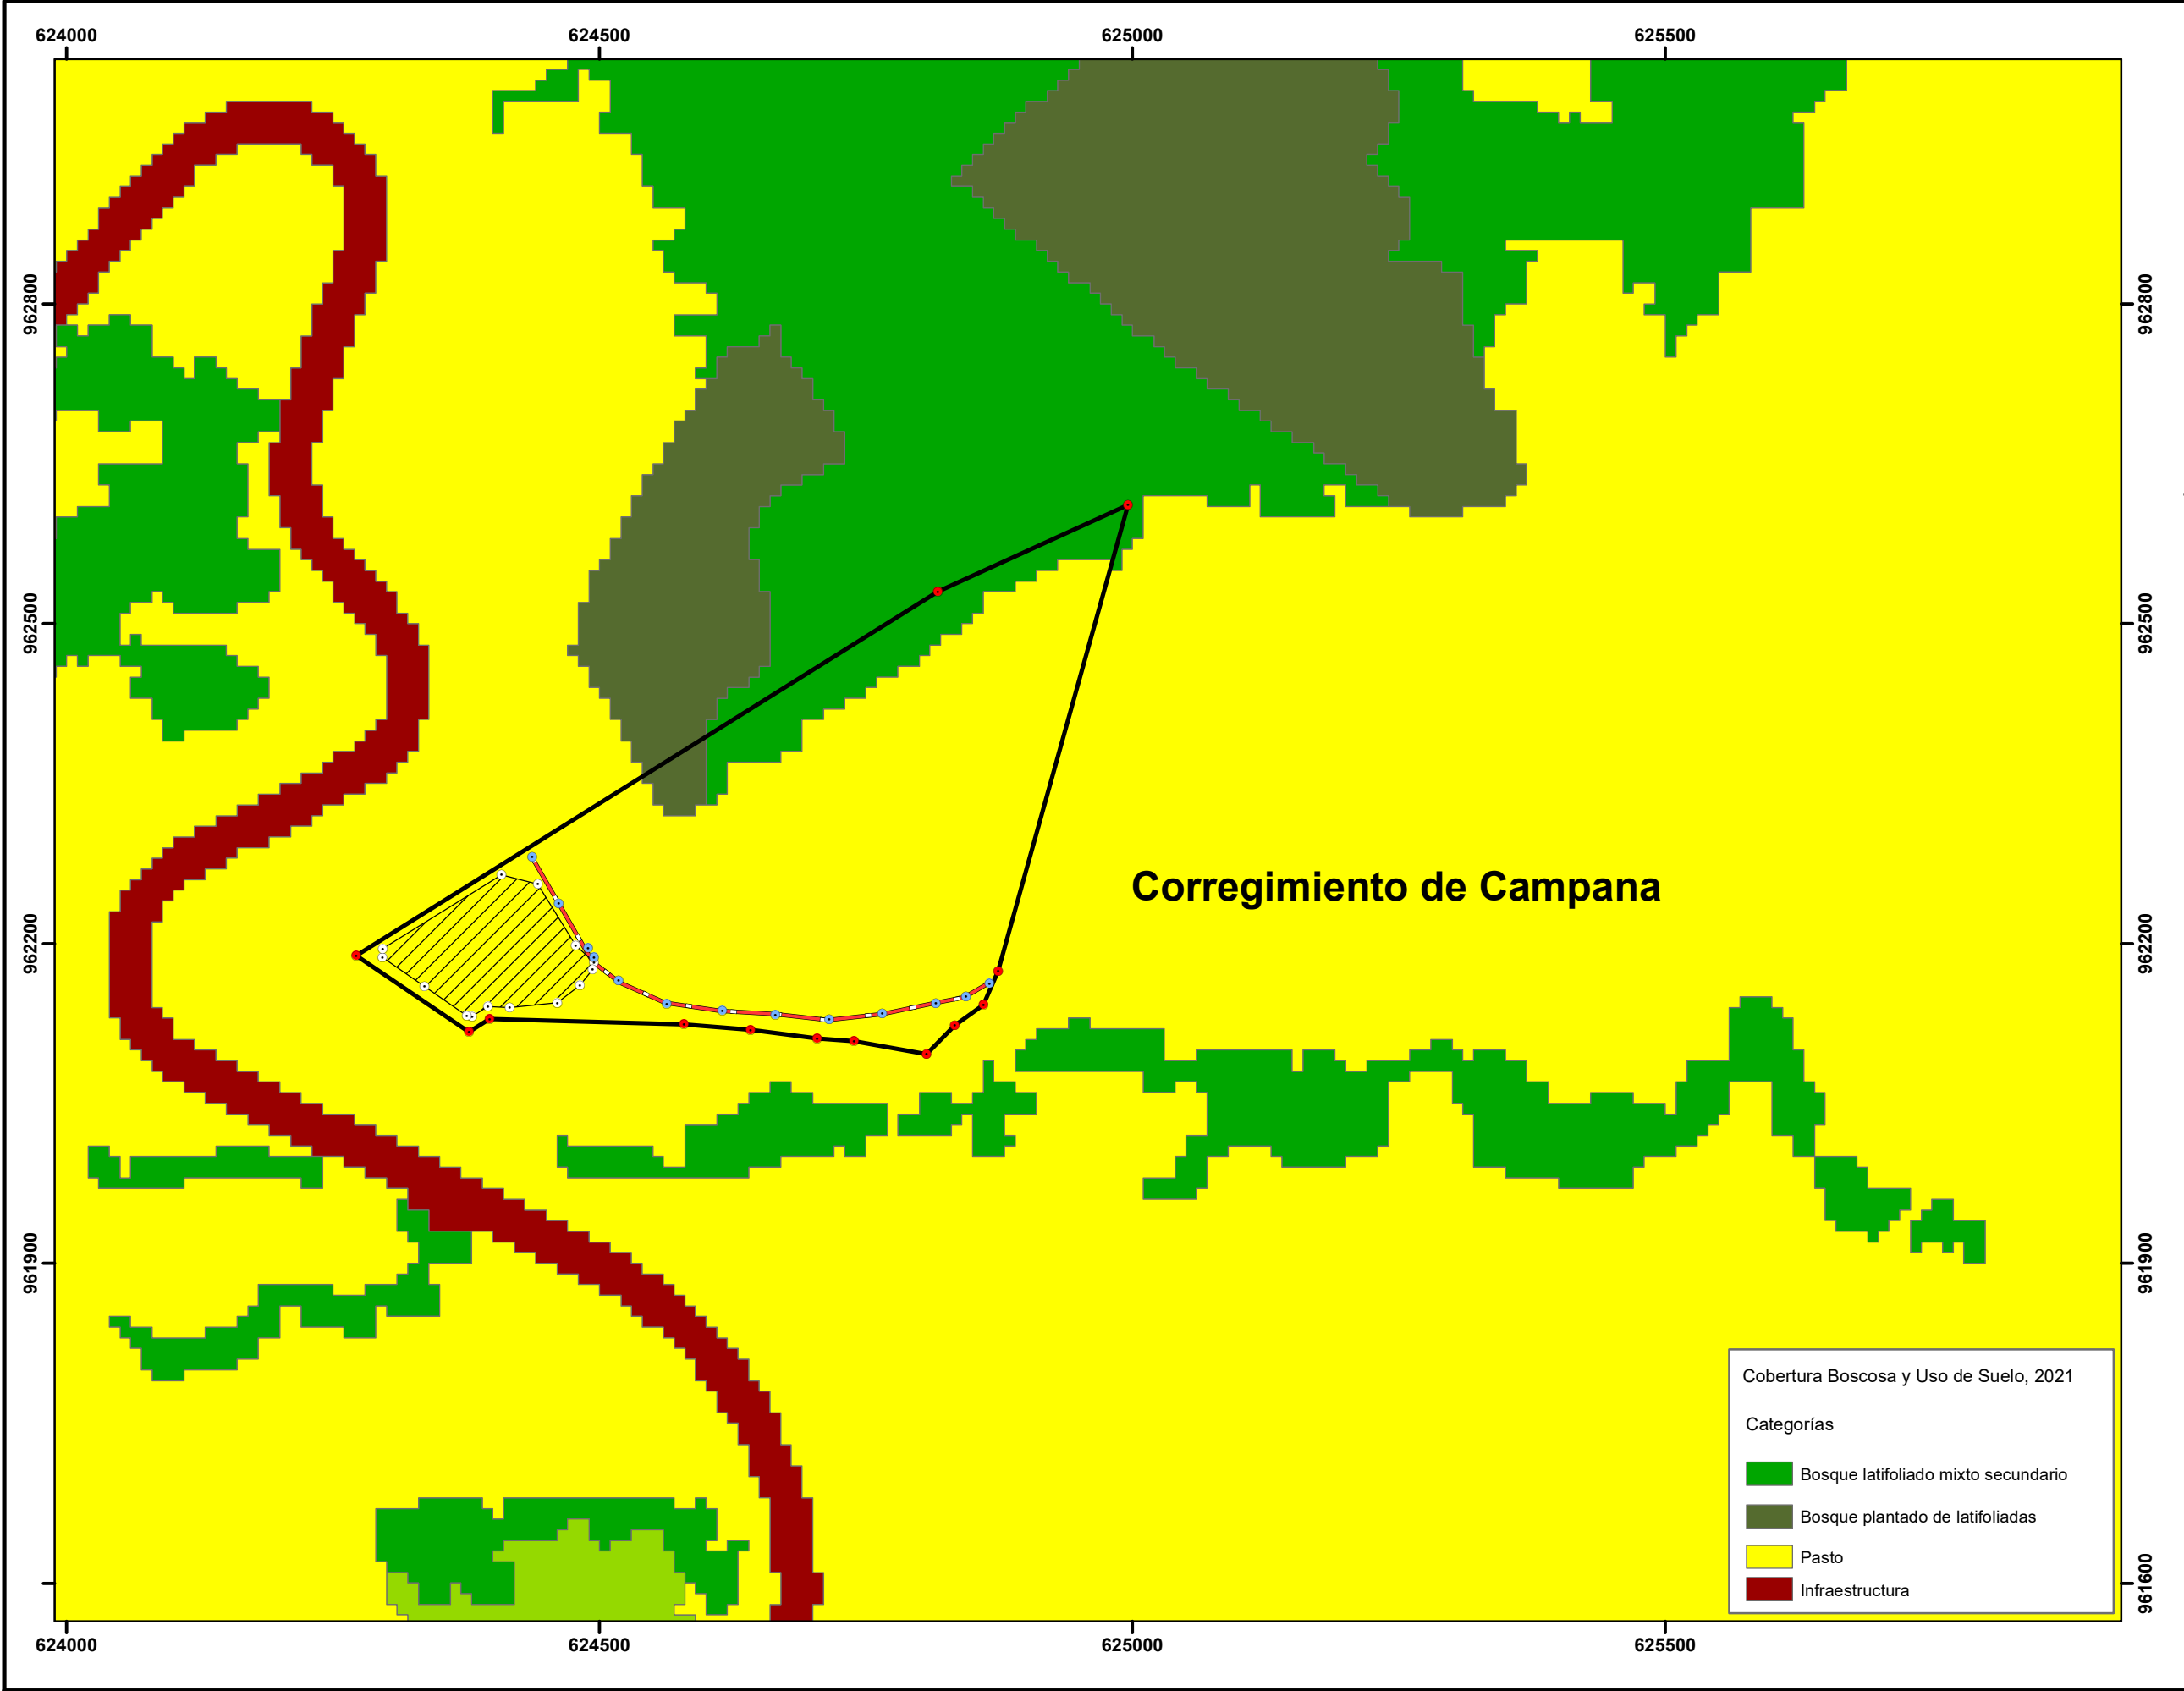 624000 624500 625000 625500
962800 962800
962500 962500
Corregimiento de Campana
962200 962200
961900 961900
Cobertura Boscosa y Uso de Suelo, 2021
Categorías
Bosque latifoliado mixto secundario
Bosque plantado de latifoliadas
Pasto
Infraestructura
961600
624000 624500 625000 625500